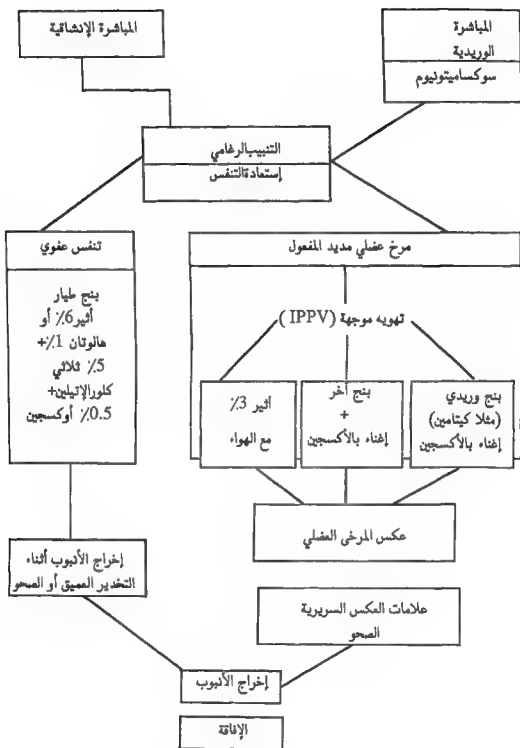 المباشرة الإنشاقية
المباشرة
الوريدية
سوكساميتونيوم
التنبيب الرغامي
إستعادة التنفس
تنفس عفوي
بنج طيار
أثير 6٪ أو
هالوتان 1٪+
5٪ ثلاثي
كلورالإتيلين+
0.5٪ أوكسجين
مرخ عضلي مديد المفعول
تهويه موجهة (IPPV)
أثير 3٪
مع الهواء
بنج آخر
+
إغناء بالأكسجين
بنج وريدي
(مثلا كيتامين)
إغناء بالأكسجين
عكس المرخى العضلي
إخراج الأنبوب أثناء
التخدير العميق أو الصحو
علامات العكس السريرية
الصحو
إخراج الأنبوب
الإفاقة